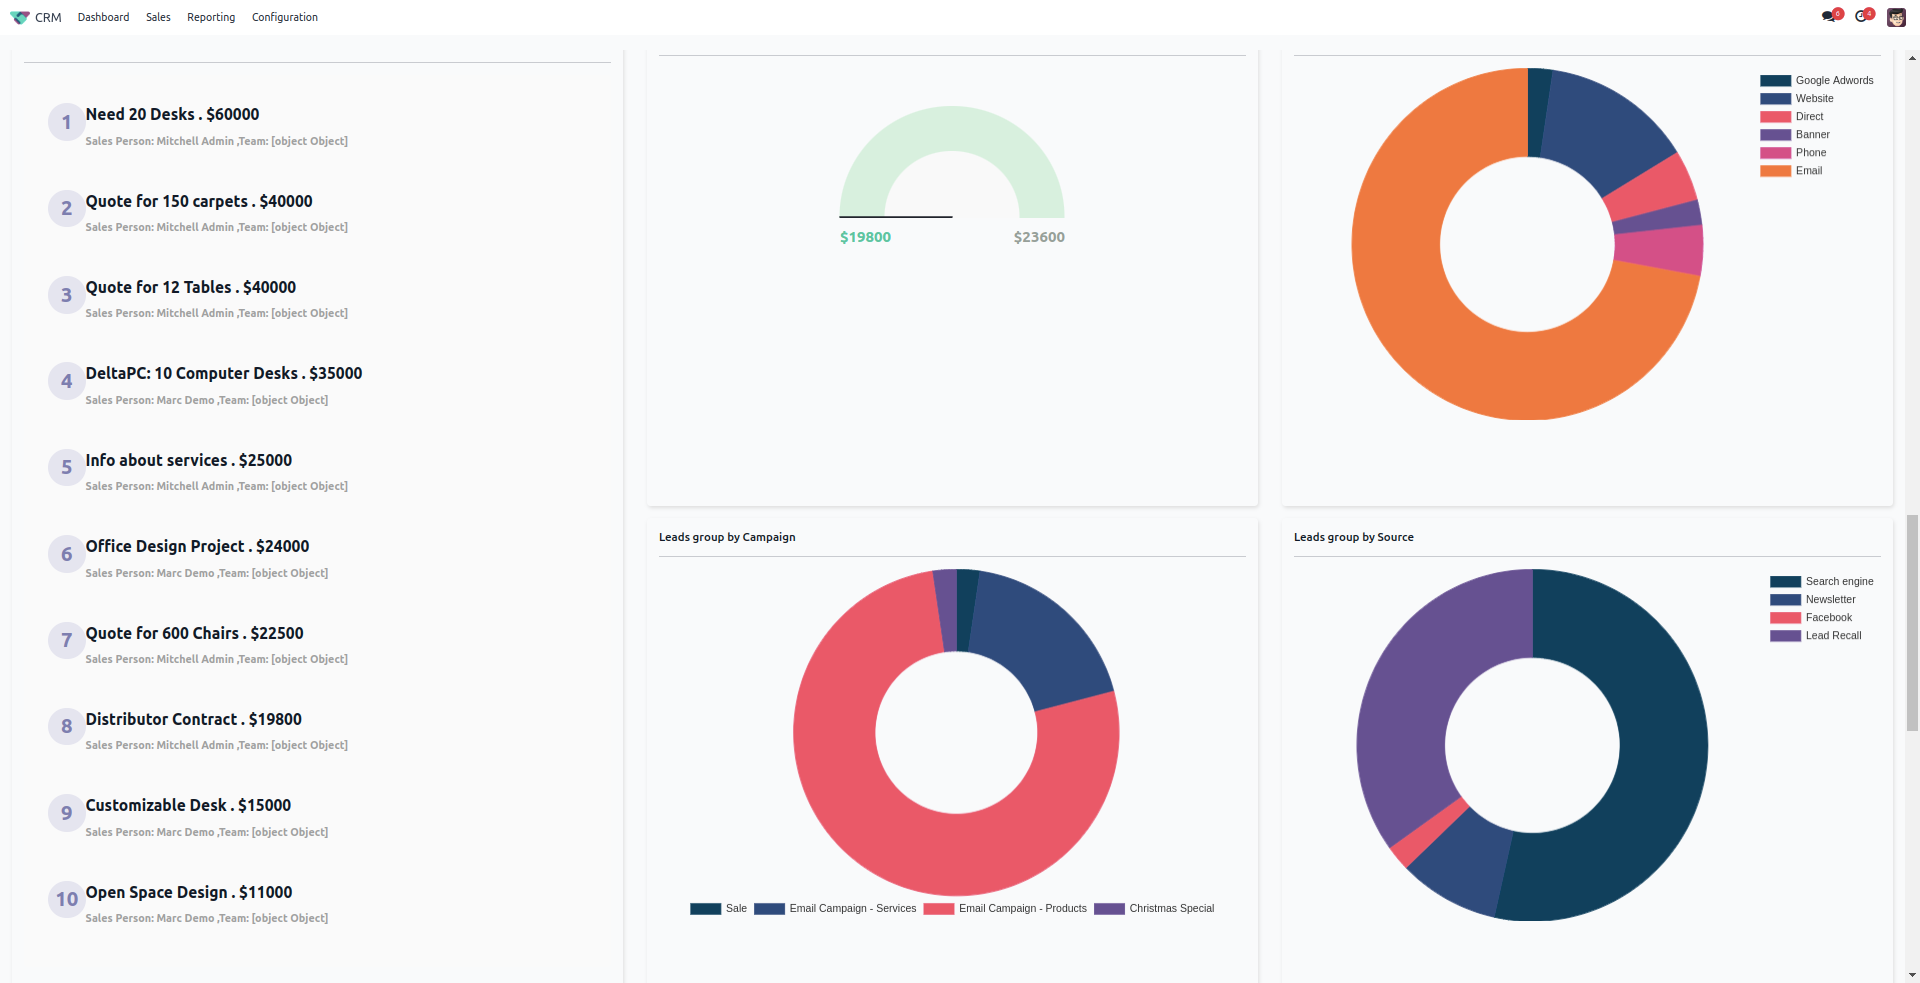 CRM Dashboard Sales Reporting Configuration 6 4
1
Need 20 Desks . $60000
Sales Person: Mitchell Admin ,Team: [object Object]
2
Quote for 150 carpets . $40000
Sales Person: Mitchell Admin ,Team: [object Object]
3
Quote for 12 Tables . $40000
Sales Person: Mitchell Admin ,Team: [object Object]
4
DeltaPC: 10 Computer Desks . $35000
Sales Person: Marc Demo ,Team: [object Object]
5
Info about services . $25000
Sales Person: Mitchell Admin ,Team: [object Object]
6
Office Design Project . $24000
Sales Person: Marc Demo ,Team: [object Object]
7
Quote for 600 Chairs . $22500
Sales Person: Mitchell Admin ,Team: [object Object]
8
Distributor Contract . $19800
Sales Person: Mitchell Admin ,Team: [object Object]
9
Customizable Desk . $15000
Sales Person: Marc Demo ,Team: [object Object]
10
Open Space Design . $11000
Sales Person: Marc Demo ,Team: [object Object]
$19800 $23600
Google Adwords
Website
Direct
Banner
Phone
Email
Leads group by Campaign
Sale Email Campaign - Services Email Campaign - Products Christmas Special
Leads group by Source
Search engine
Newsletter
Facebook
Lead Recall